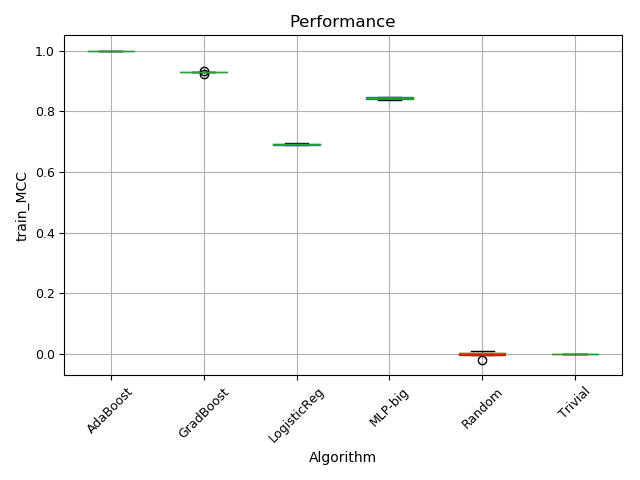 Performance
train_MCC
1.0
0.8
0.6
0.4
0.2
0.0
AdaBoost
GradBoost
LogisticReg
MLP-big
Random
Trivial
Algorithm